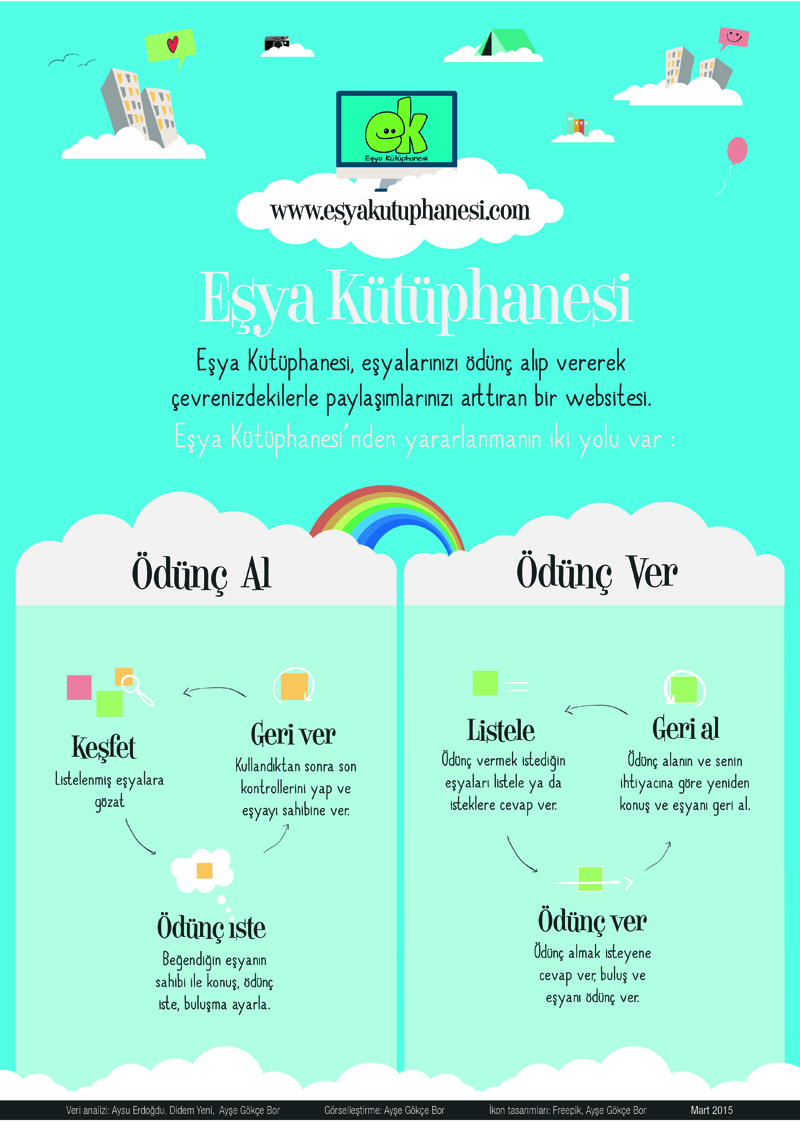 ek
Eşya Kütüphanesi
www.esyakutuphanesi.com
Eşya Kütüphanesi
Eşya Kütüphanesi, eşyalarınızı ödünç alıp vererek
çevrenizdekilerle paylaşımlarınızı arttıran bir websitesi.
Eşya Kütüphanesi'nden yararlanmanın iki yolu var :
Ödünç Al
Keşfet
Listelenmiş eşyalara
gözat
Geri ver
Kullandıktan sonra son
kontrollerini yap ve
eşyayı sahibine ver.
Ödünç iste
Beğendiğin eşyanın
sahibi ile konuş, ödünç
iste, buluşma ayarla.
Ödünç Ver
Listele
Ödünç vermek istediğin
eşyaları listele ya da
isteklere cevap ver.
Geri al
Ödünç alanın ve senin
ihtiyacına göre yeniden
konuş ve eşyanı geri al.
Ödünç ver
Ödünç almak isteyene
cevap ver, buluş ve
eşyanı ödünç ver.
Veri analizi: Aysu Erdoğdu, Didem Yeni, Ayşe Gökçe Bor Görselleştirme: Ayşe Gökçe Bor İkon tasarımları: Freepik, Ayşe Gökçe Bor Mart 2015